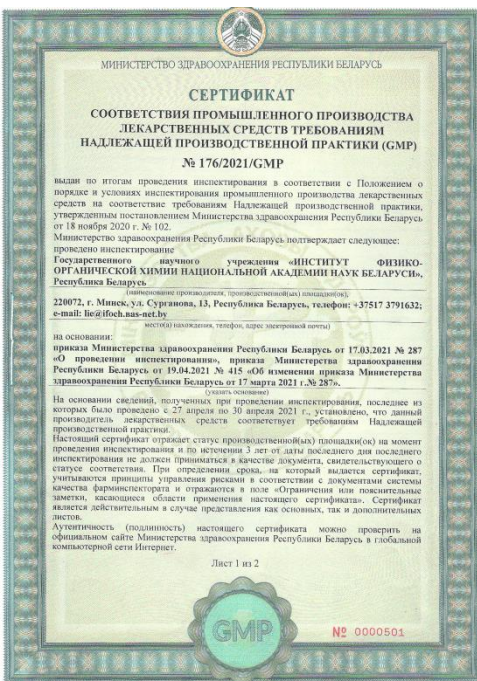 МИНИСТЕРСТВО ЗДРАВООХРАНЕНИЯ РЕСПУБЛИКИ БЕЛАРУСЬ
СЕРТИФИКАТ
СООТВЕТСТВИЯ ПРОМЫШЛЕННОГО ПРОИЗВОДСТВА
ЛЕКАРСТВЕННЫХ СРЕДСТВ ТРЕБОВАНИЯМ
НАДЛЕЖАЩЕЙ ПРОИЗВОДСТВЕННОЙ ПРАКТИКИ (GMP)
№ 176/2021/GMP
выдан по итогам проведения инспектирования в соответствии с Положением о
порядке и условиях инспектирования промышленного производства лекарственных
средств на соответствие требованиям Надлежащей производственной практики,
утвержденным постановлением Министерства здравоохранения Республики Беларусь
от 18 ноября 2020 г. № 102.
Министерство здравоохранения Республики Беларусь подтверждает следующее:
проведено инспектирование
Государственного научного учреждения «ИНСТИТУТ ФИЗИКО-
ОРГАНИЧЕСКОЙ ХИМИИ НАЦИОНАЛЬНОЙ АКАДЕМИИ НАУК БЕЛАРУСИ»,
Республика Беларусь
(наименование производителя, производственной(ых) площадки(ок),
220072, г. Минск, ул. Сурганова, 13, Республика Беларусь, телефон: +37517 3791632;
e-mail: lie@ifoch.bas-net.by
место(а) нахождения, телефон, адрес электронной почты)
на основании:
приказа Министерства здравоохранения Республики Беларусь от 17.03.2021 № 287
«О проведении инспектирования», приказа Министерства здравоохранения
Республики Беларусь от 19.04.2021 № 415 «Об изменении приказа Министерства
здравоохранения Республики Беларусь от 17 марта 2021 г.№ 287».
(указать основание)
На основании сведений, полученных при проведении инспектирования, последнее из
которых было проведено с 27 апреля по 30 апреля 2021 г., установлено, что данный
производитель лекарственных средств соответствует требованиям Надлежащей
производственной практики.
Настоящий сертификат отражает статус производственной(ых) площадки(ок) на момент
проведения инспектирования и по истечении 3 лет от даты последнего дня последнего
инспектирования не должен приниматься в качестве документа, свидетельствующего о
статусе соответствия. При определении срока, на который выдается сертификат,
учитываются принципы управления рисками в соответствии с документами системы
качества фарминспектората и отражаются в поле «Ограничения или пояснительные
заметки, касающиеся области применения настоящего сертификата». Сертификат
является действительным в случае представления как основных, так и дополнительных
листов.
Аутентичность (подлинность) настоящего сертификата можно проверить на
официальном сайте Министерства здравоохранения Республики Беларусь в глобальной
компьютерной сети Интернет.
Лист 1 из 2
GMP
№ 0000501